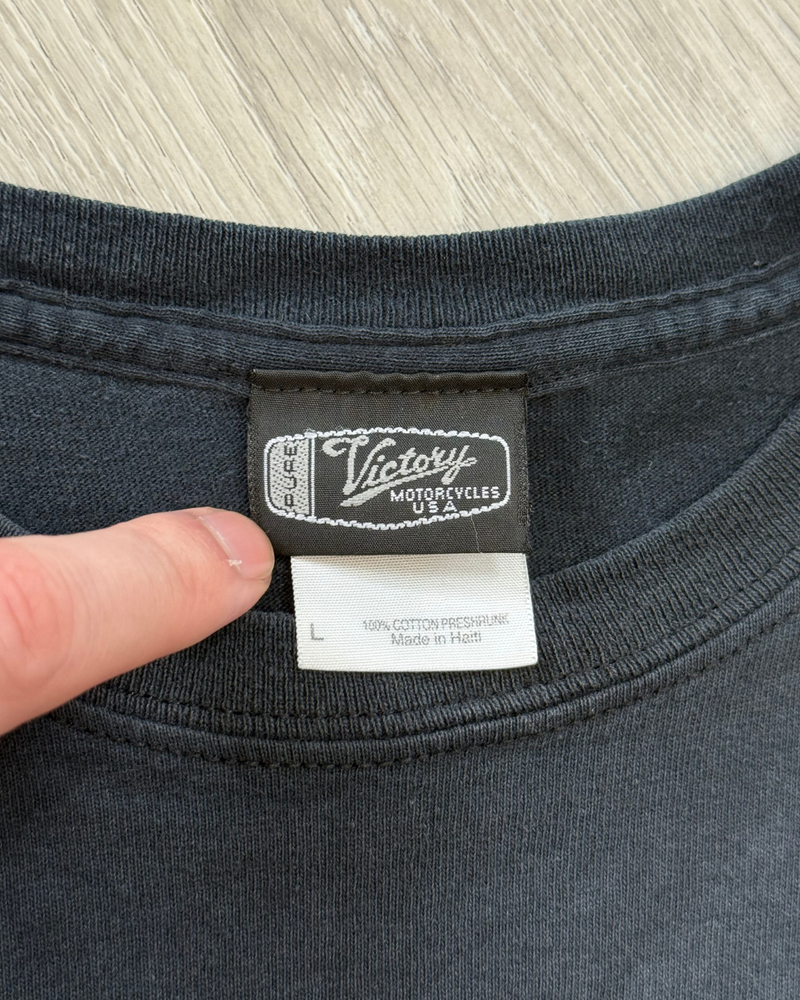 PURE
Victory
MOTORCYCLES
USA
L
100% COTTON PRESHRUNK
Made in Haiti